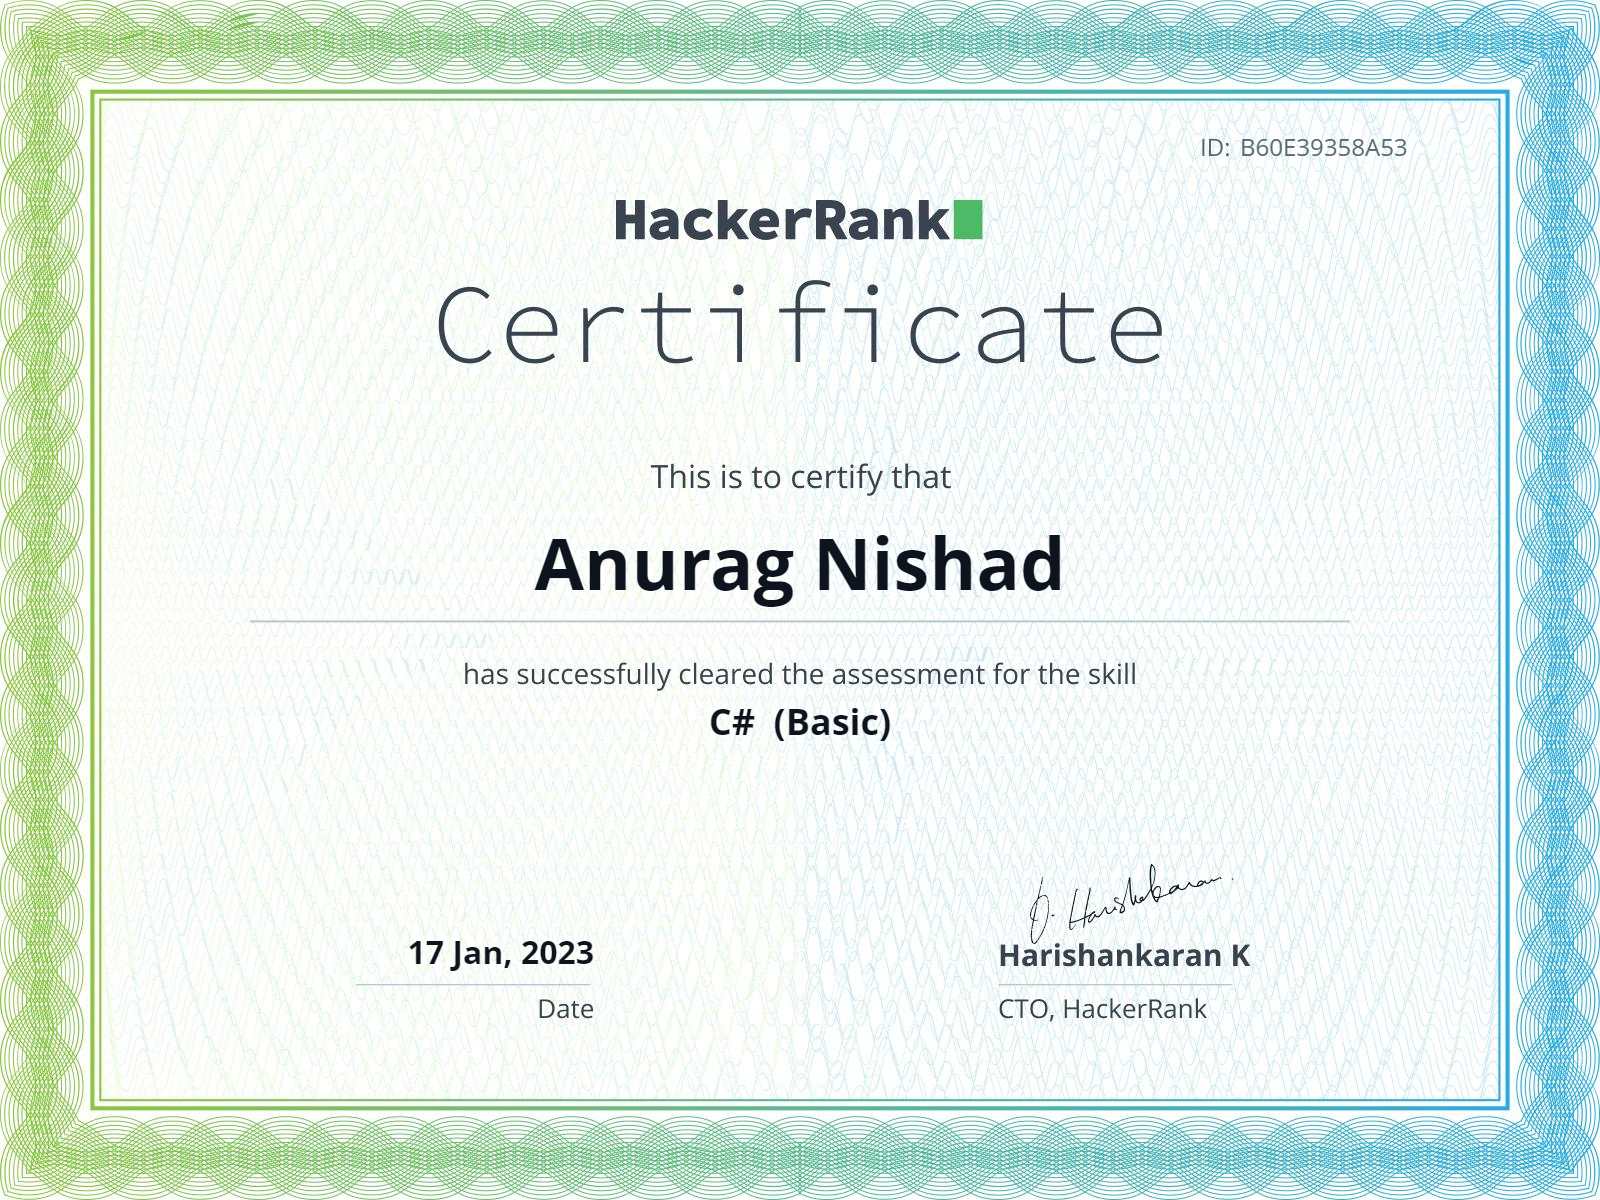 ID: B60E39358A53
HackerRank
Certificate
This is to certify that
Anurag Nishad
has successfully cleared the assessment for the skill
C# (Basic)
17 Jan, 2023
Date
Harishankaran K
CTO, HackerRank